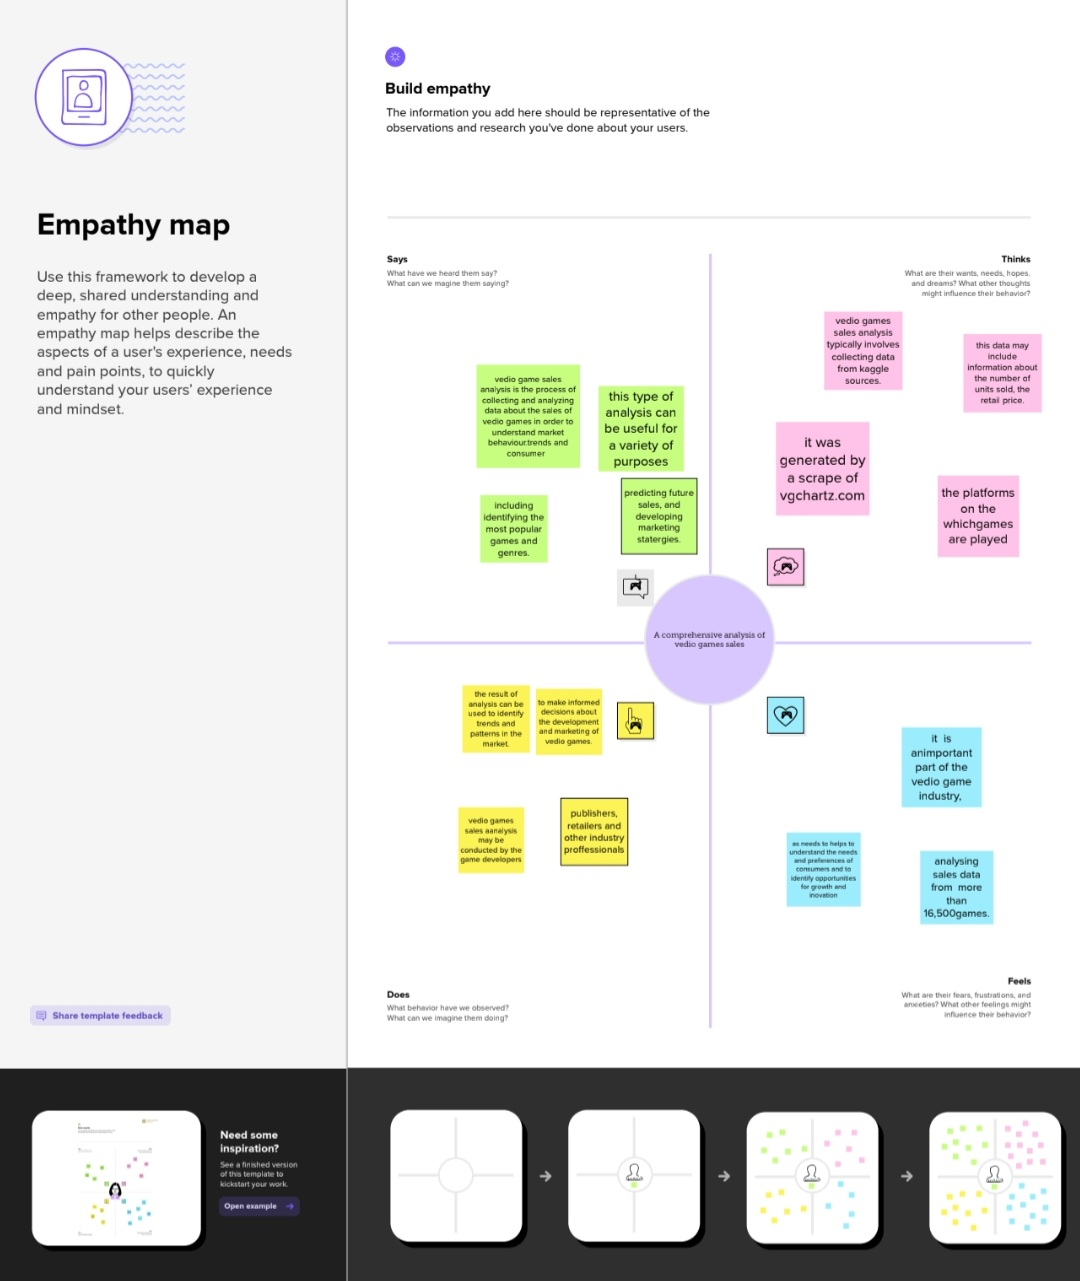 Empathy map
Use this framework to develop a
deep, shared understanding and
empathy for other people. An
empathy map helps describe the
aspects of a user's experience, needs
and pain points, to quickly
understand your users' experience
and mindset.
Share template feedback
Build empathy
The information you add here should be representative of the
observations and research you've done about your users.
Says
What have we heard them say?
What can we magine them saying?
Thinks
What are their wants, needs, hopes,
and dreams? What other thoughts
might influence their behavior?
vedio game sales
analysis is the process of
collecting and analyzing
data about the sales of
vedio games in order to
understand market
behaviour.trends and
consumer
this type of
analysis can
be useful for
a variety of
purposes
including
identifying the
most popular
games and
genres.
predicting future
sales, and
developing
marketing
statergies.
vedio games
sales analysis
typically involves
collecting data
from kaggle
sources.
this data may
include
information about
the number of
units sold, the
retail price.
it was
generated by
a scrape of
vgchartz.com
the platforms
on the
whichgames
are played
A comprehensive analysis of
vedio games sales
the result of
analysis can be
used to identify
trends and
patterns in the
market.
to make informed
decisions about
the development
and marketing of
vedio games.
vedio games
sales aanalysis
may be
conducted by the
game developers
publishers,
retailers and
other industry
proffessionals
it is
animportant
part of the
vedio game
industry,
as needs to helps to
understand the needs
and preferences of
consumers and to
identify opportunities
for growth and
inovation
analysing
sales data
from more
than
16,500games.
Does
What behavior have we observed?
What can we imagine them doing?
Feels
What are their fears, frustrations, and
anxieties? What other feelings might
influence their behavior?
Need some
inspiration?
See a finished version
of this template to
kickstart your work.
Open example